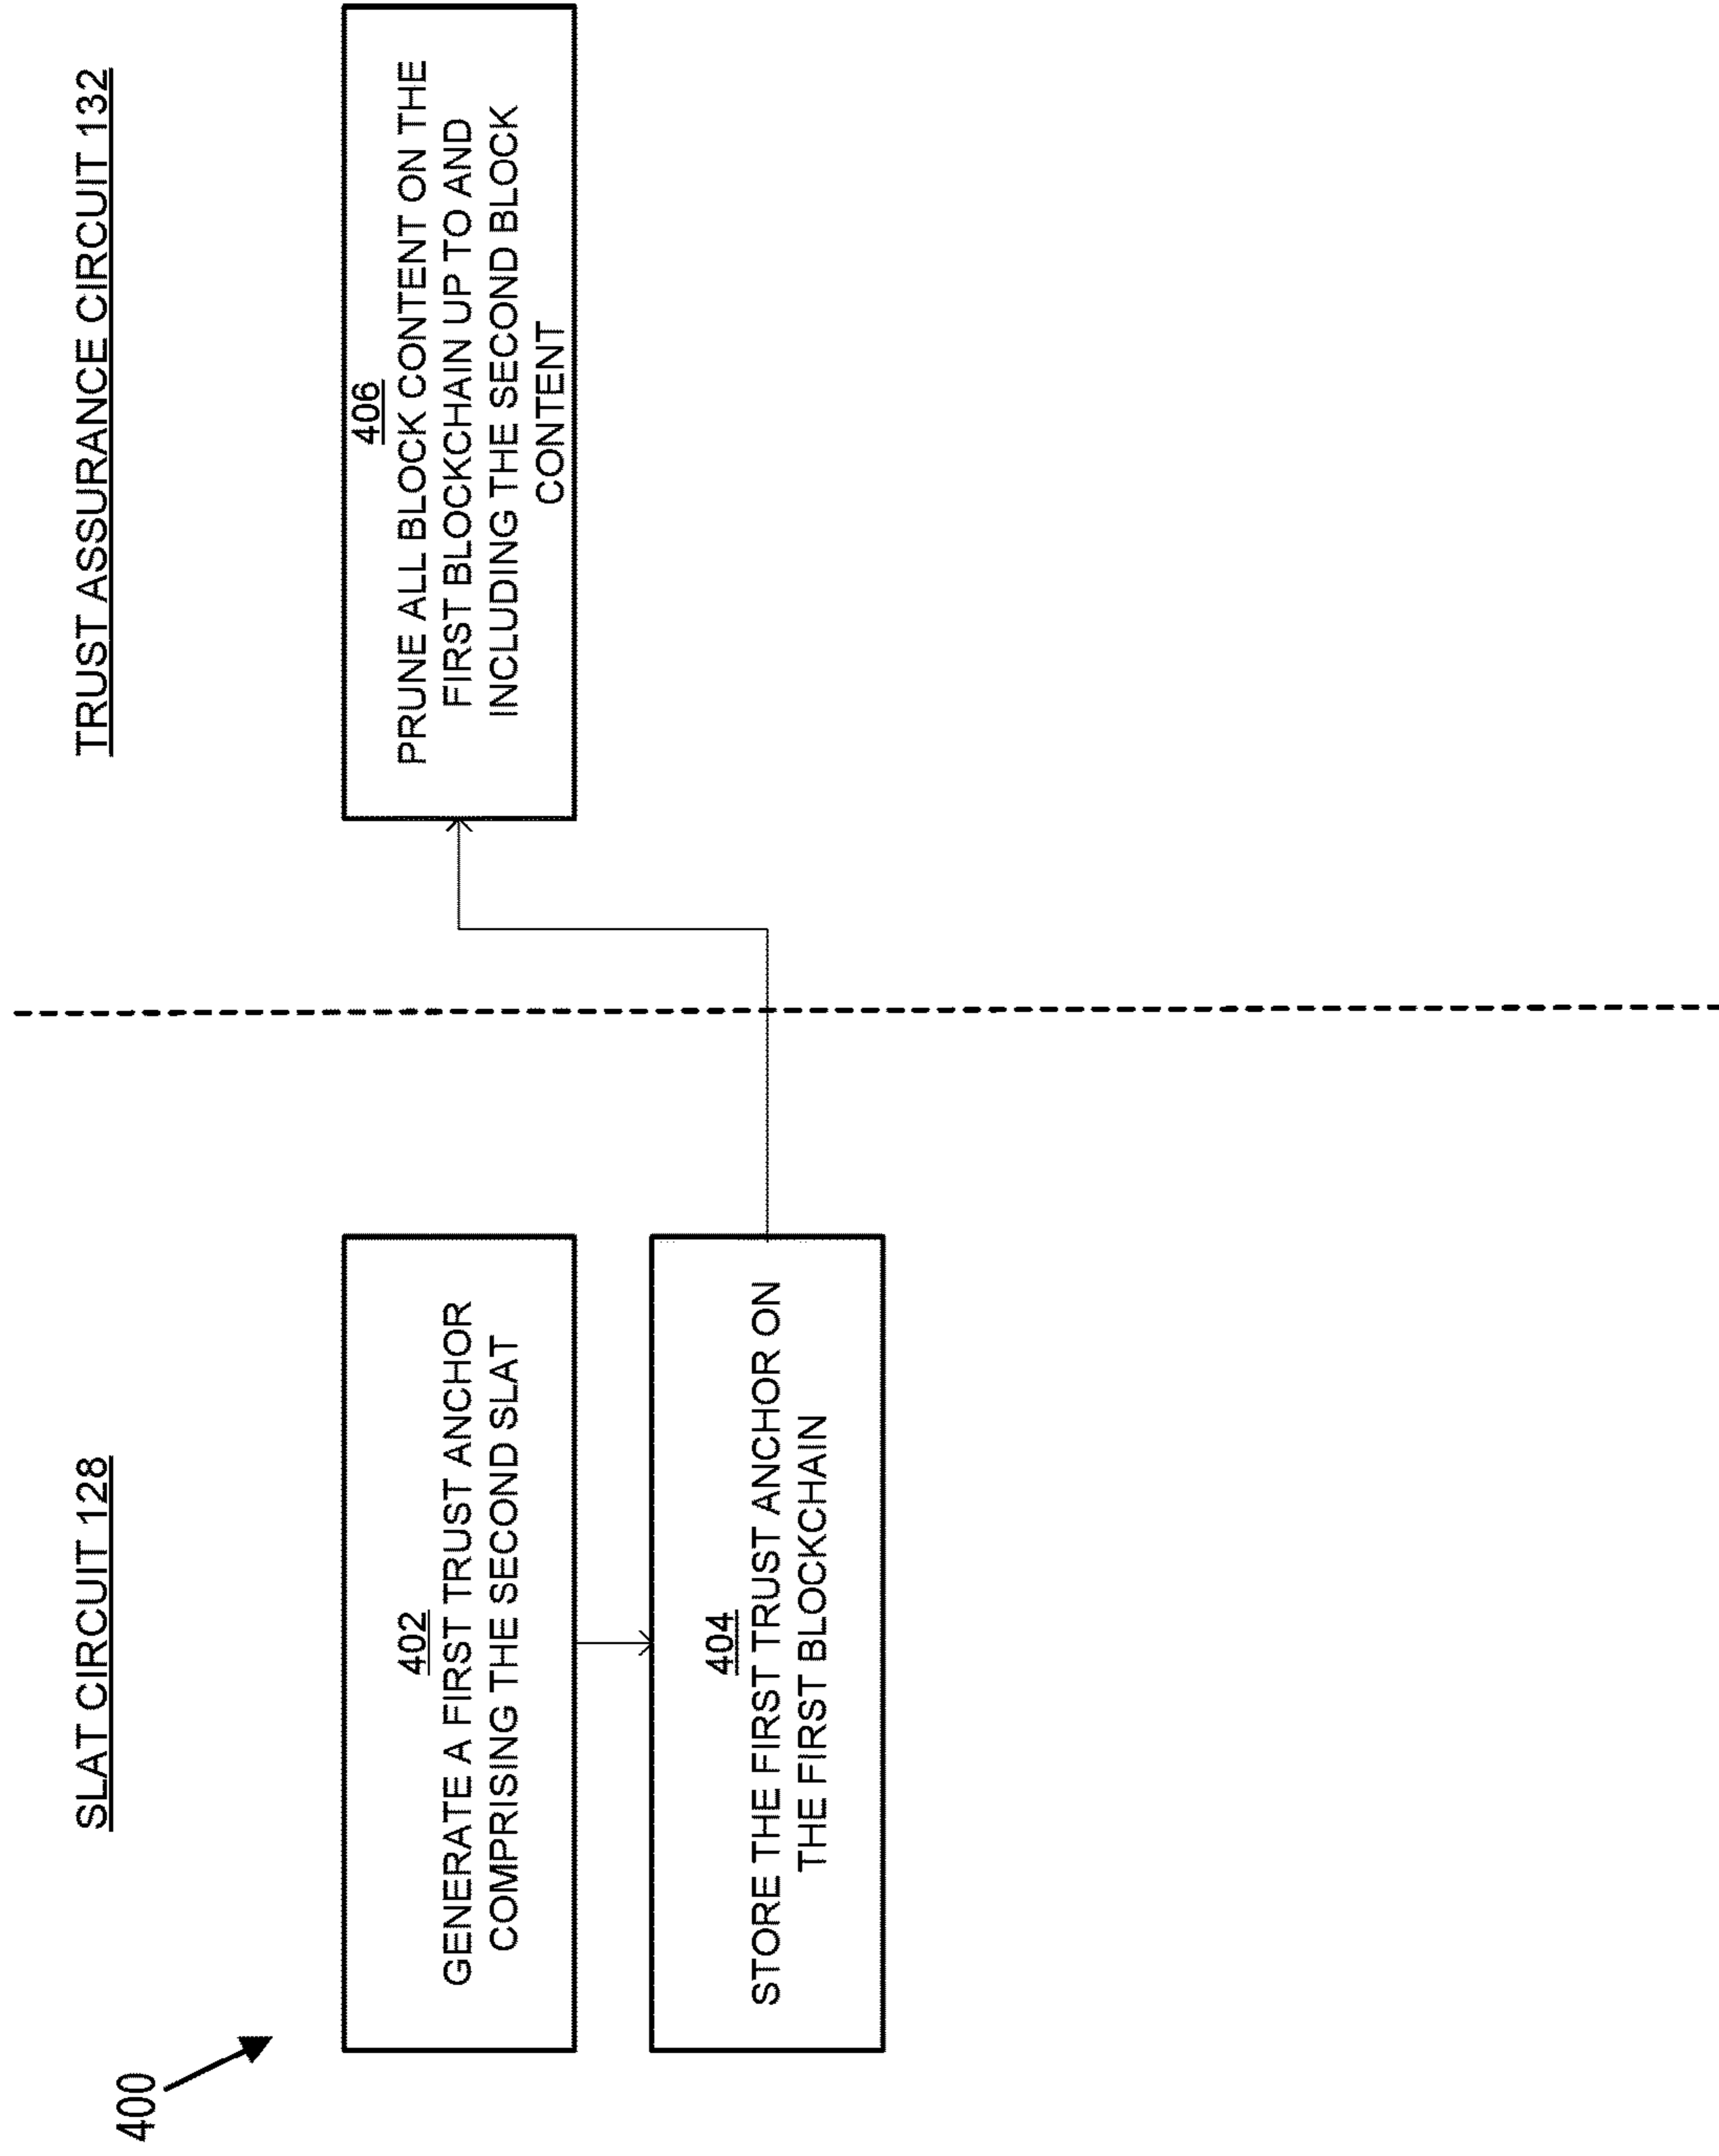 400
SLAT CIRCUIT 128
TRUST ASSURANCE CIRCUIT 132
402
GENERATE A FIRST TRUST ANCHOR
COMPRISING THE SECOND SLAT
404
STORE THE FIRST TRUST ANCHOR ON
THE FIRST BLOCKCHAIN
406
PRUNE ALL BLOCK CONTENT ON THE
FIRST BLOCKCHAIN UP TO AND
INCLUDING THE SECOND BLOCK
CONTENT